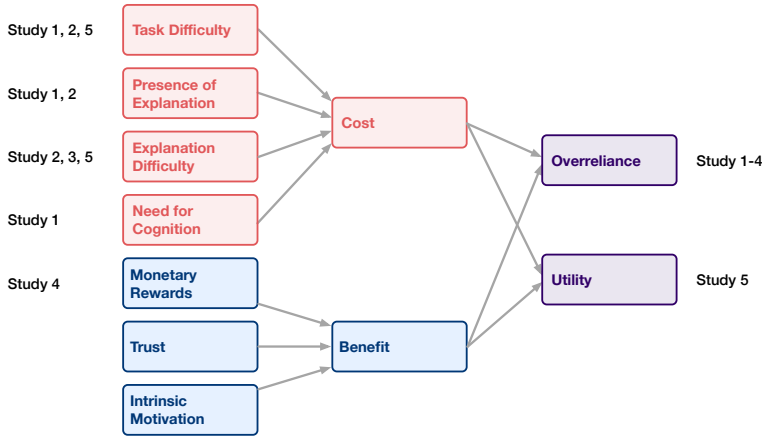 Study 1, 2, 5
Task Difficulty
Study 1, 2
Presence of
Explanation
Cost
Study 2, 3, 5
Explanation
Difficulty
Overreliance
Study 1-4
Study 1
Need for
Cognition
Study 4
Monetary
Rewards
Utility
Study 5
Trust
Benefit
Intrinsic
Motivation